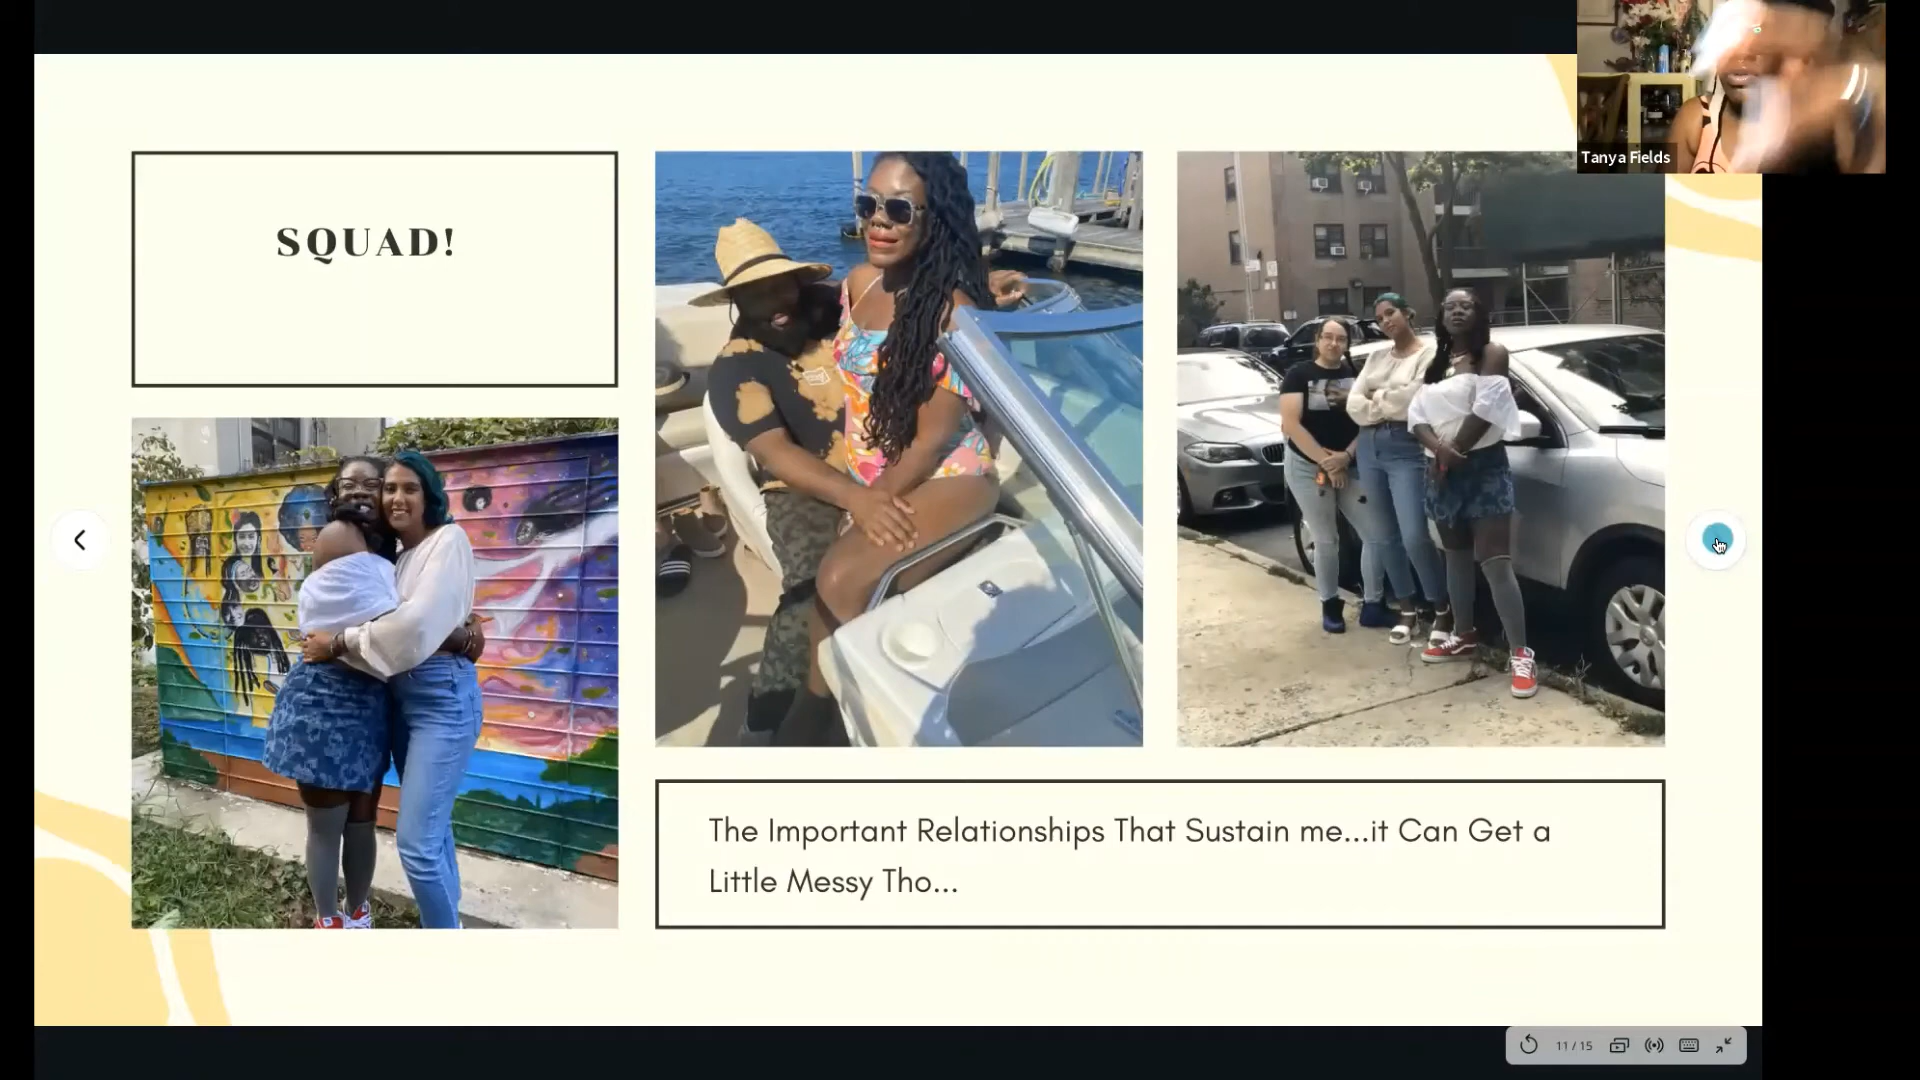 Tanya Fields
SQUAD!
The Important Relationships That Sustain me...it Can Get a
Little Messy Tho...
11 / 15